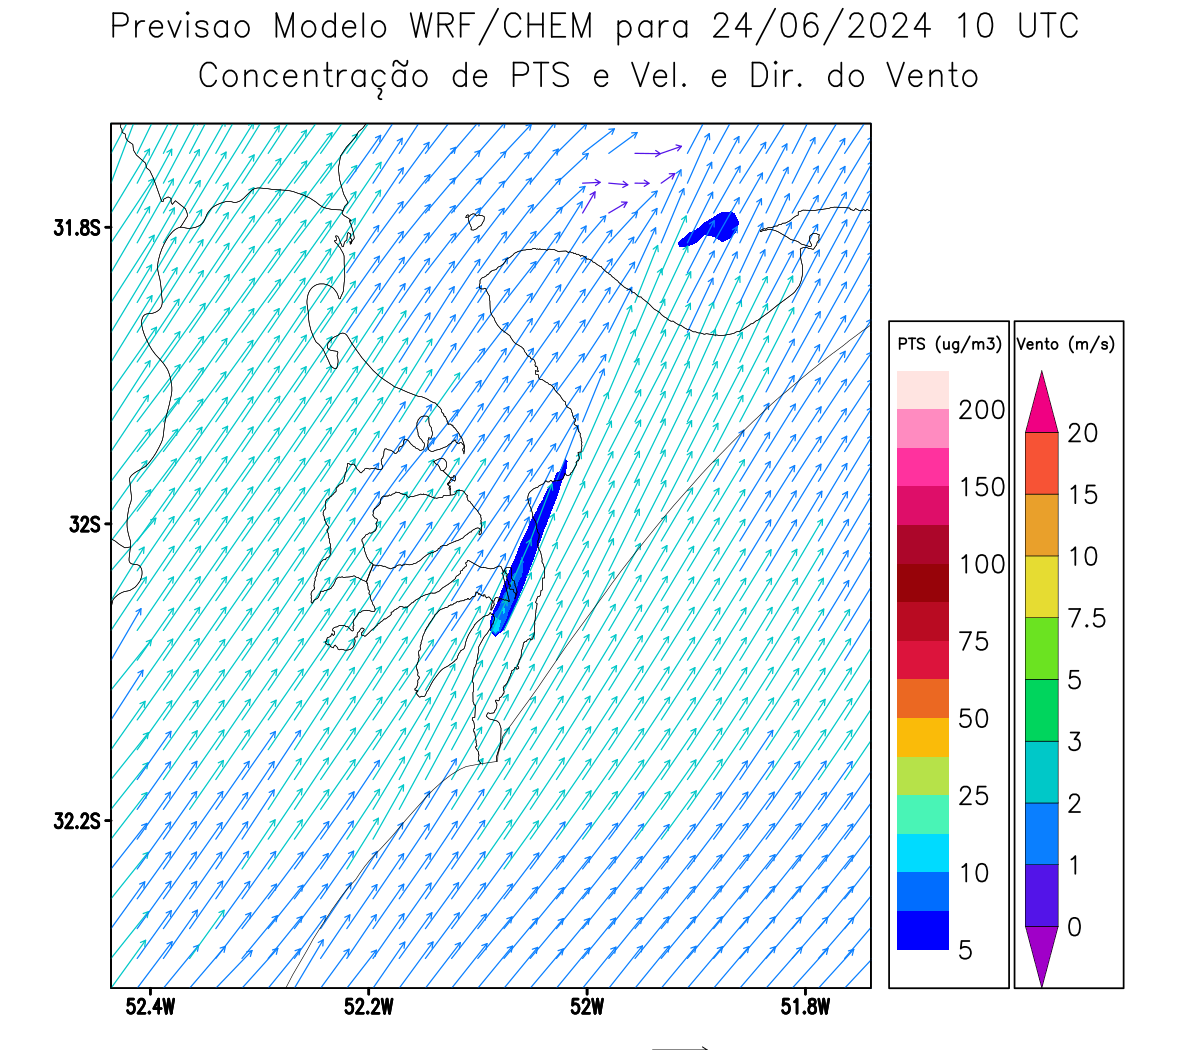 Previsao Modelo WRF/CHEM para 24/06/2024 10 UTC
Concentração de PTS e Vel. e Dir. do Vento
31.8S
32S
32.2S
52.4W 52.2W 52W 51.8W
PTS (ug/m3)
200
150
100
75
50
25
10
5
Vento (m/s)
20
15
10
7.5
5
3
2
1
0